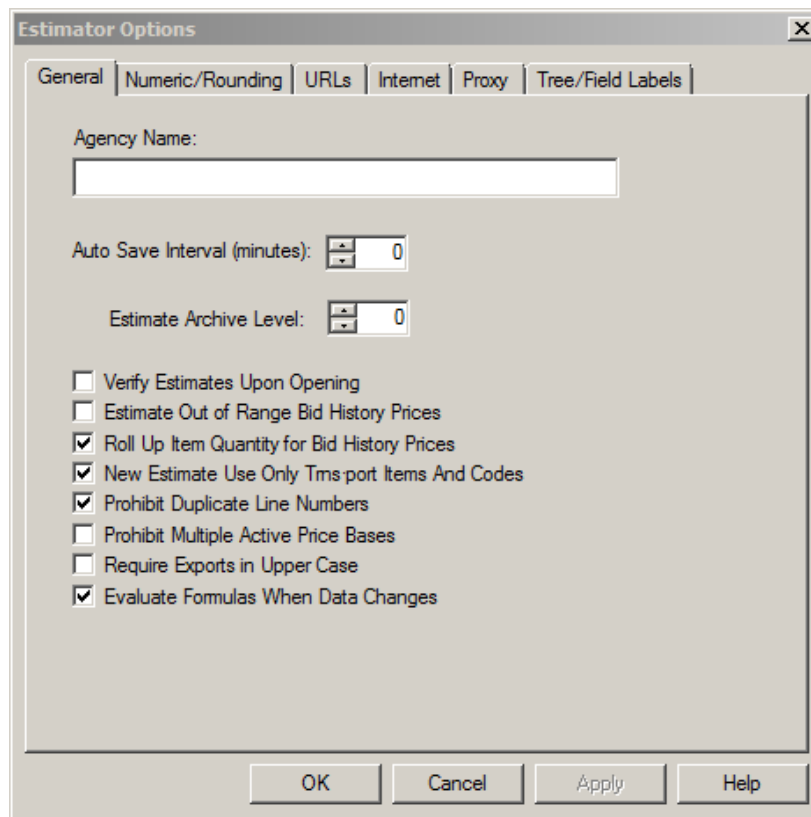 Estimator Options
General Numeric/Rounding URLs Internet Proxy Tree/Field Labels
Agency Name:
Auto Save Interval (minutes): 0
Estimate Archive Level: 0
Verify Estimates Upon Opening
Estimate Out of Range Bid History Prices
Roll Up Item Quantity for Bid History Prices
New Estimate Use Only Trns·port Items And Codes
Prohibit Duplicate Line Numbers
Prohibit Multiple Active Price Bases
Require Exports in Upper Case
Evaluate Formulas When Data Changes
OK Cancel Apply Help